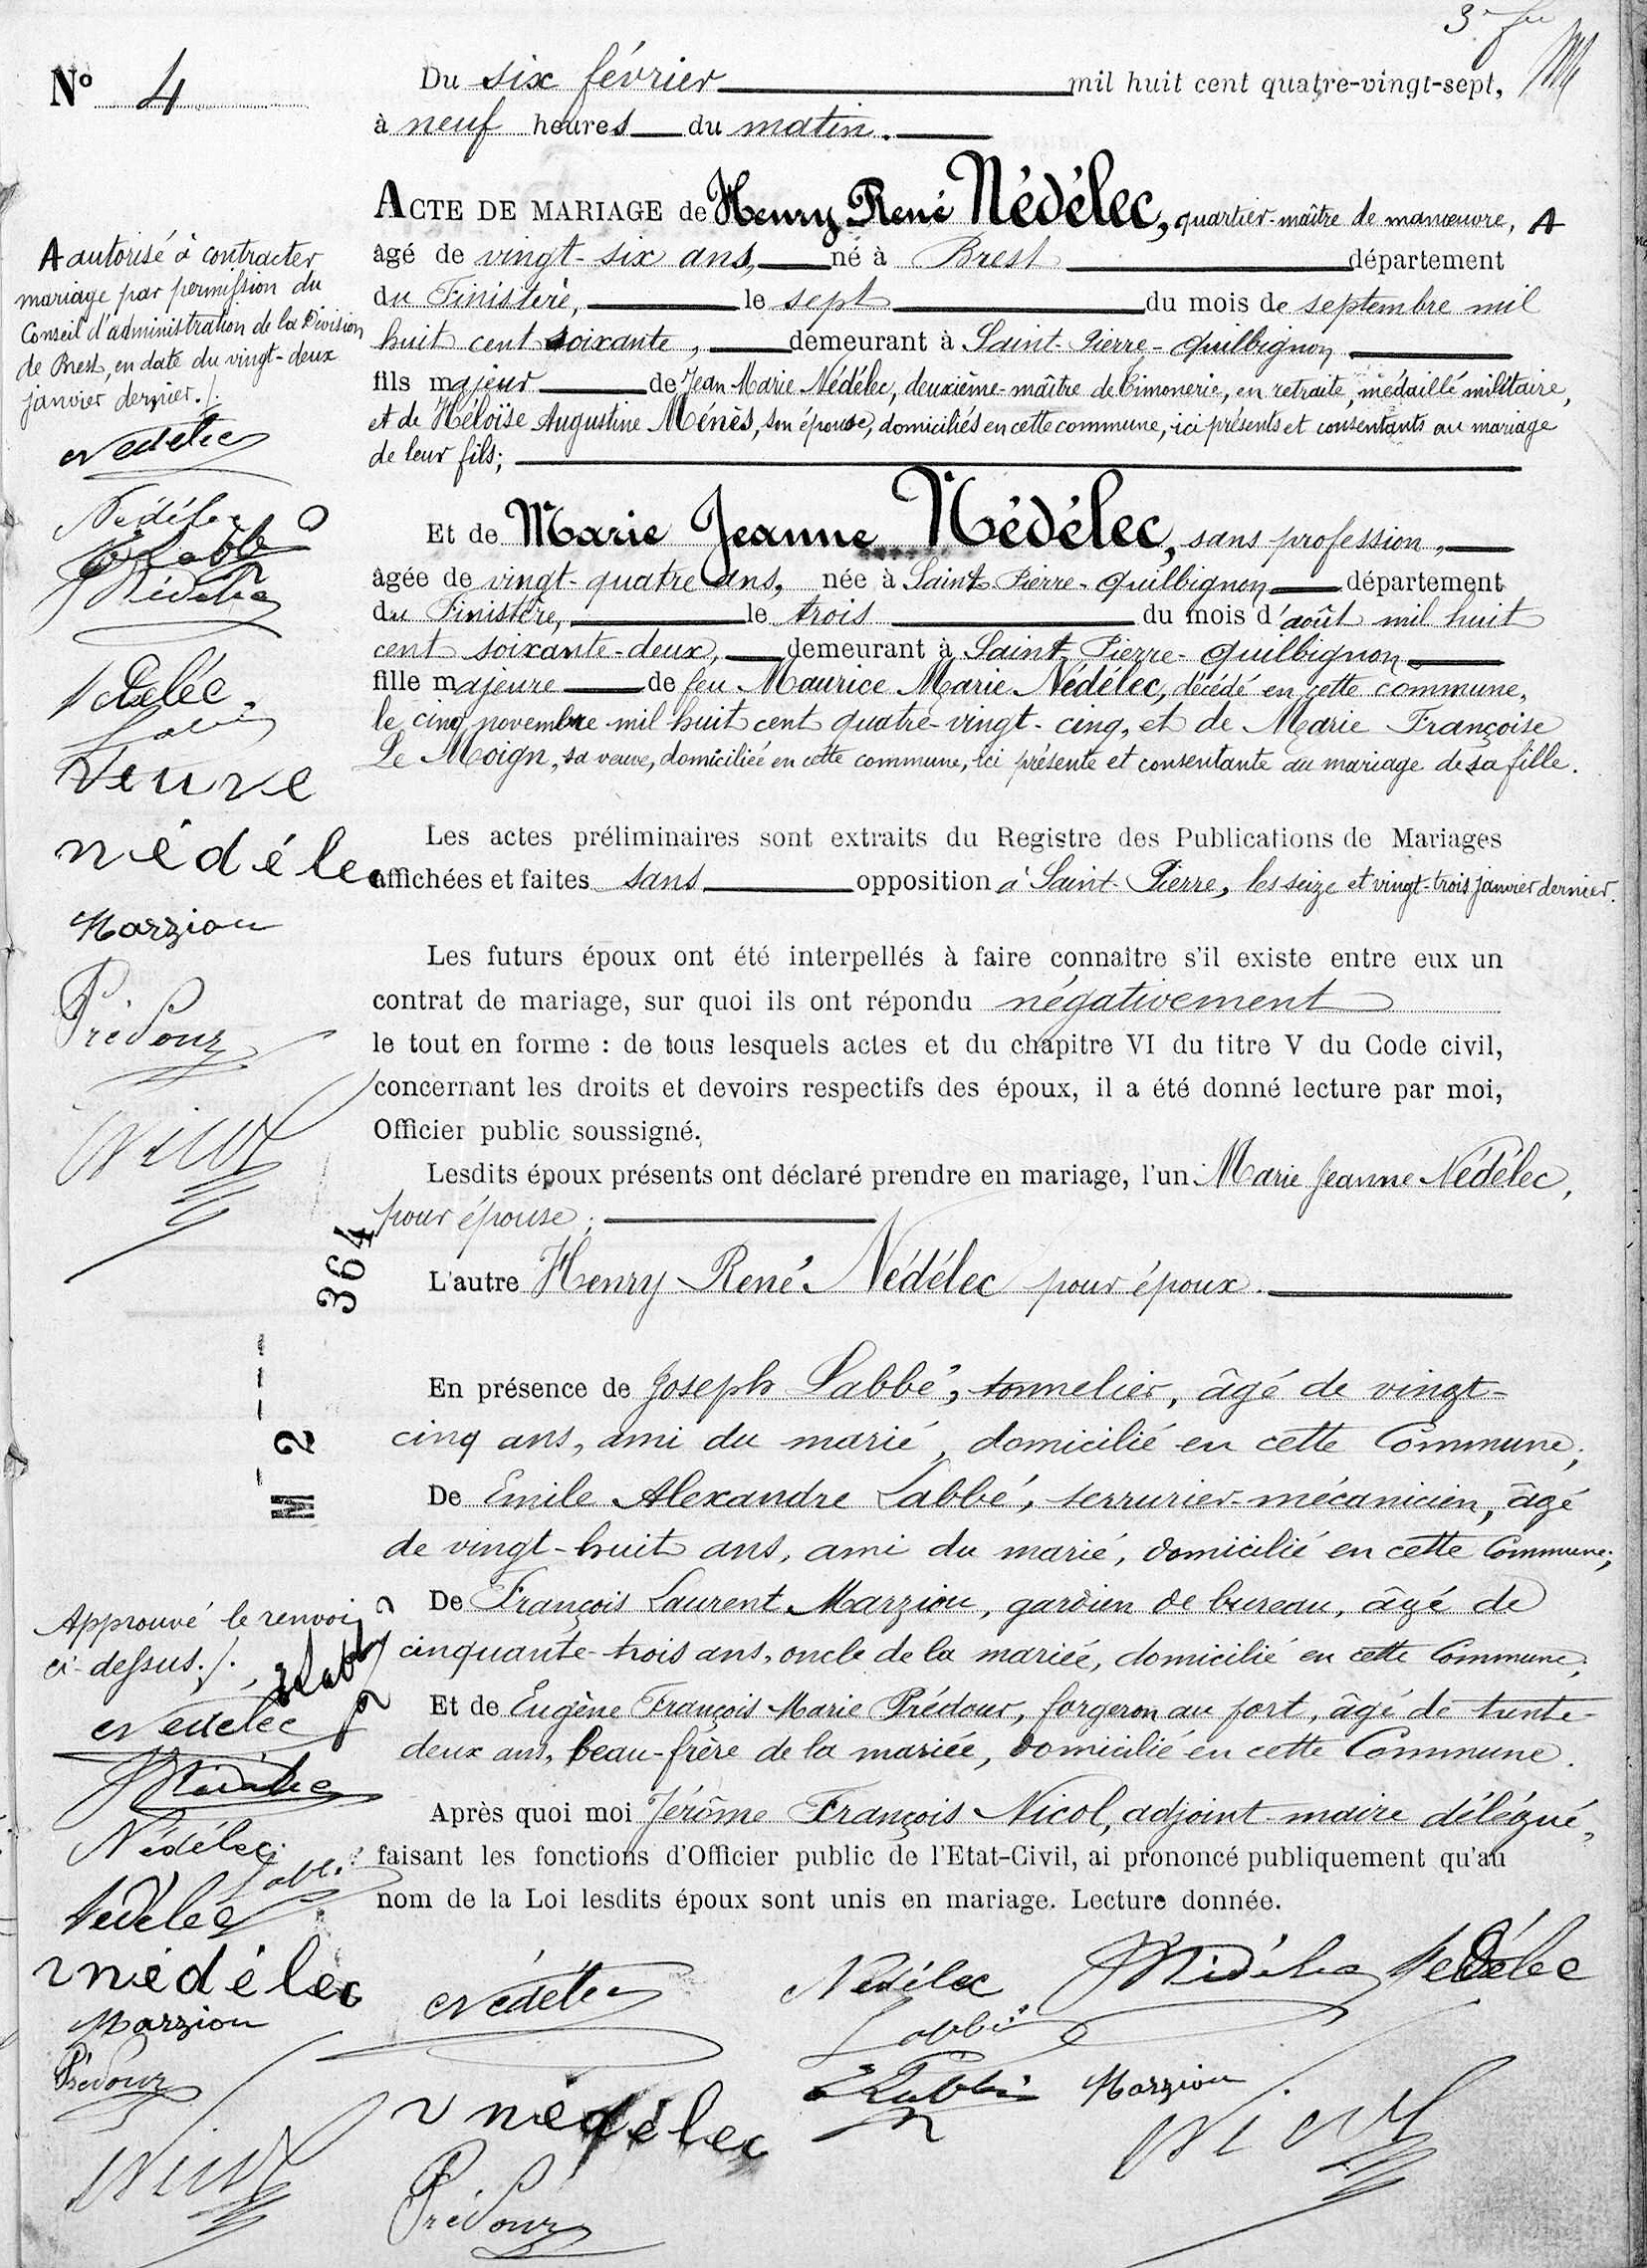 Nº 4
Du six février mil huit cent quatre-vingt-sept,
à neuf heures du matin.
ACTE DE MARIAGE de Henry René Nédélec, quartier-maître de manœuvre, A
âgé de vingt-six ans, né à Brest département
du Finistère, le sept du mois de septembre mil
huit cent soixante, demeurant à Saint-Pierre-Quilbignon
fils majeur de Jean Marie Nédélec, deuxième-maître de timonerie, en retraite, médaillé militaire,
et de Héloïse Augustine Ménès, son épouse, domiciliés en cette commune, ici présents et consentants au mariage
de leur fils;
Et de Marie Jeanne Nédélec, sans profession,
âgée de vingt-quatre ans, née à Saint-Pierre-Quilbignon département
du Finistère, le trois du mois d'août mil huit
cent soixante-deux, demeurant à Saint-Pierre-Quilbignon
fille majeure de feu Maurice Marie Nédélec, décédé en cette commune,
le cinq novembre mil huit cent quatre-vingt-cinq, et de Marie Françoise
Le Moign, sa veuve, domiciliée en cette commune, ici présente et consentante au mariage de sa fille.
Les actes préliminaires sont extraits du Registre des Publications de Mariages
affichées et faites sans opposition à Saint-Pierre, les seize et vingt-trois janvier dernier.
Les futurs époux ont été interpellés à faire connaître s'il existe entre eux un
contrat de mariage, sur quoi ils ont répondu négativement
le tout en forme : de tous lesquels actes et du chapitre VI du titre V du Code civil,
concernant les droits et devoirs respectifs des époux, il a été donné lecture par moi,
Officier public soussigné.
Lesdits époux présents ont déclaré prendre en mariage, l'un Marie Jeanne Nédélec,
pour épouse;
L'autre Henry René Nédélec pour époux.
En présence de Joseph Labbé, tonnelier, âgé de vingt-
cinq ans, ami du marié, domicilié en cette Commune;
De Emile Alexandre Labbé, serrurier-mécanicien, âgé
de vingt-huit ans, ami du marié, domicilié en cette Commune;
De François Laurent Marziou, gardien de bureau, âgé de
cinquante-trois ans, oncle de la mariée, domicilié en cette Commune;
Et de Eugène François Marie Prédour, forgeron au port, âgé de trente-
deux ans, beau-frère de la mariée, domicilié en cette Commune.
Après quoi moi Jérôme François Nicol, adjoint-maire délégué,
faisant les fonctions d'Officier public de l'Etat-Civil, ai prononcé publiquement qu'au
nom de la Loi lesdits époux sont unis en mariage. Lecture donnée.
Nédélec Nédélec Nédélec Nédélec
Labbé
E Labbé Marziou
v nédélec Nicol
Prédour
A autorisé à contracter
mariage par permission du
Conseil d'administration de la Division
de Brest, en date du vingt-deux
janvier dernier./.
Nédélec
Nédélec
E Labbé
Nédélec
Nédélec
Labbé
veuve
nédélec
Marziou
Prédour
Nicol
M 2 364
Approuvé le renvoi
ci-dessus./.
E Labbé
Nédélec
Nédélec
Nédélec
Labbé
Nédélec
v nédélec
Marziou
Prédour
Nicol